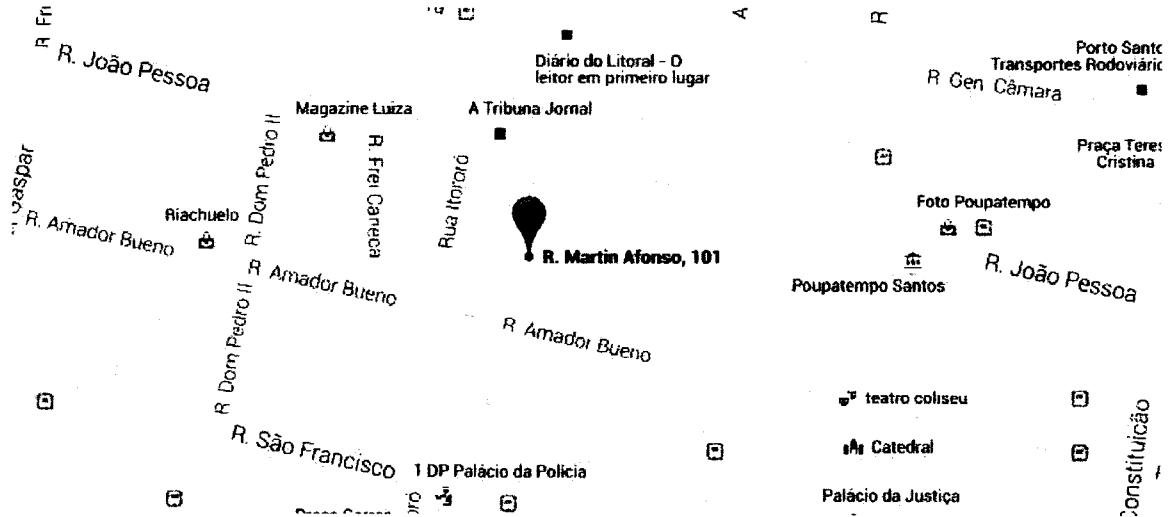 R. João Pessoa
Diário do Litoral - O
leitor em primeiro lugar
Porto Santo
Transportes Rodoviário
R Gen Câmara
Magazine Luiza
A Tribuna Jornal
Praça Teres
Cristina
R. Dom Pedro II
R. Frei Caneca
Rua Itororó
Gaspar
Riachuelo
R. Amador Bueno
Foto Poupatempo
R. Martin Afonso, 101
Poupatempo Santos
R. João Pessoa
R Amador Bueno
R Dom Pedro II
R Amador Bueno
teatro coliseu
Constituição
R. São Francisco
Catedral
1 DP Palácio da Polícia
Palácio da Justiça